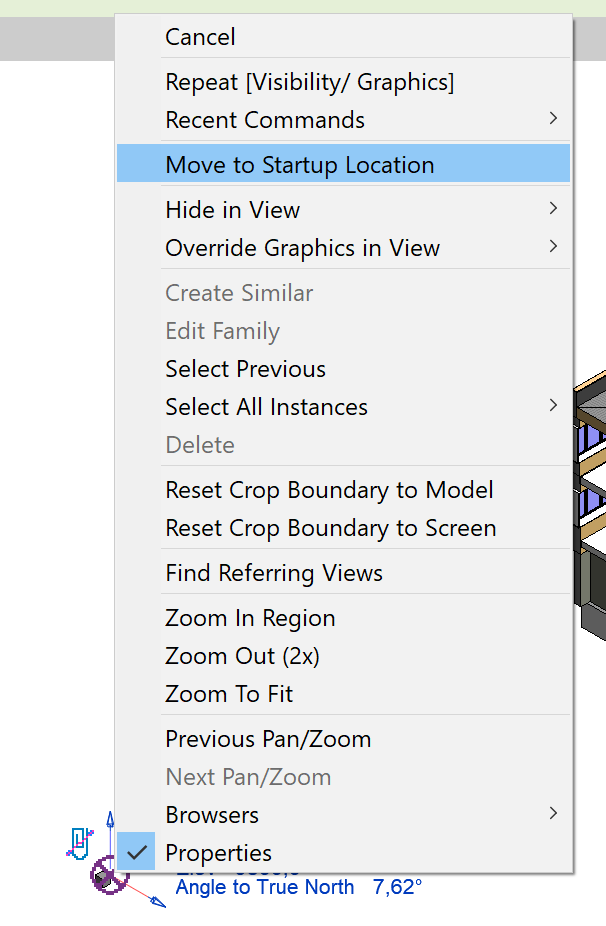 Cancel
Repeat [Visibility/ Graphics]
Recent Commands
Move to Startup Location
Hide in View
Override Graphics in View
Create Similar
Edit Family
Select Previous
Select All Instances
Delete
Reset Crop Boundary to Model
Reset Crop Boundary to Screen
Find Referring Views
Zoom In Region
Zoom Out (2x)
Zoom To Fit
Previous Pan/Zoom
Next Pan/Zoom
Browsers
Properties
Angle to True North 7,62°